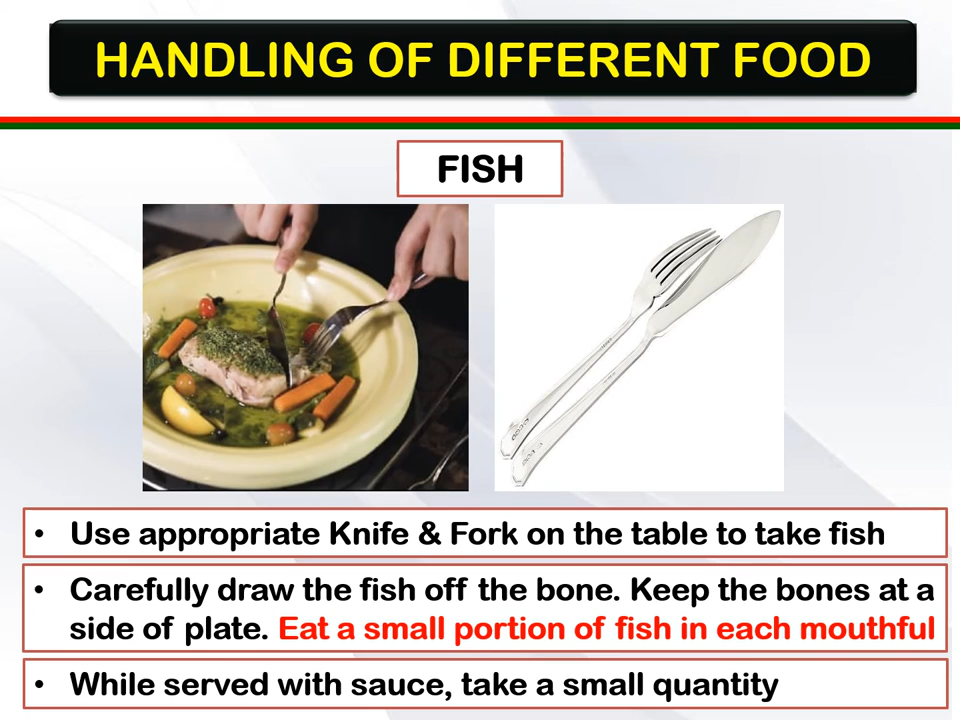 HANDLING OF DIFFERENT FOOD
FISH
• Use appropriate Knife & Fork on the table to take fish
• Carefully draw the fish off the bone. Keep the bones at a
side of plate. Eat a small portion of fish in each mouthful
• While served with sauce, take a small quantity